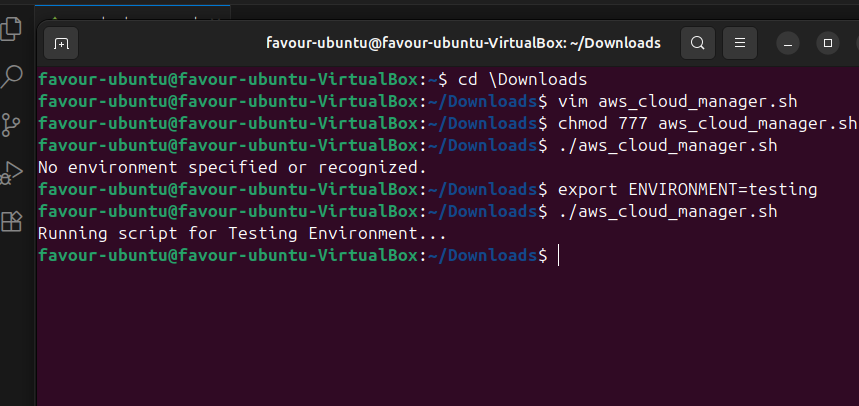 favour-ubuntu@favour-ubuntu-VirtualBox: ~/Downloads
favour-ubuntu@favour-ubuntu-VirtualBox:~$ cd \Downloads
favour-ubuntu@favour-ubuntu-VirtualBox:~/Downloads$ vim aws_cloud_manager.sh
favour-ubuntu@favour-ubuntu-VirtualBox:~/Downloads$ chmod 777 aws_cloud_manager.sh
favour-ubuntu@favour-ubuntu-VirtualBox:~/Downloads$ ./aws_cloud_manager.sh
No environment specified or recognized.
favour-ubuntu@favour-ubuntu-VirtualBox:~/Downloads$ export ENVIRONMENT=testing
favour-ubuntu@favour-ubuntu-VirtualBox:~/Downloads$ ./aws_cloud_manager.sh
Running script for Testing Environment...
favour-ubuntu@favour-ubuntu-VirtualBox:~/Downloads$